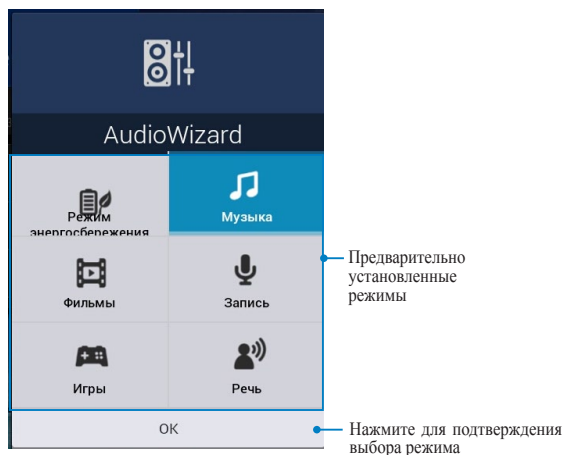 AudioWizard
Режим
энергосбережения
Музыка
Фильмы
Запись
Предварительно
установленные
режимы
Игры
Речь
OK
Нажмите для подтверждения
выбора режима